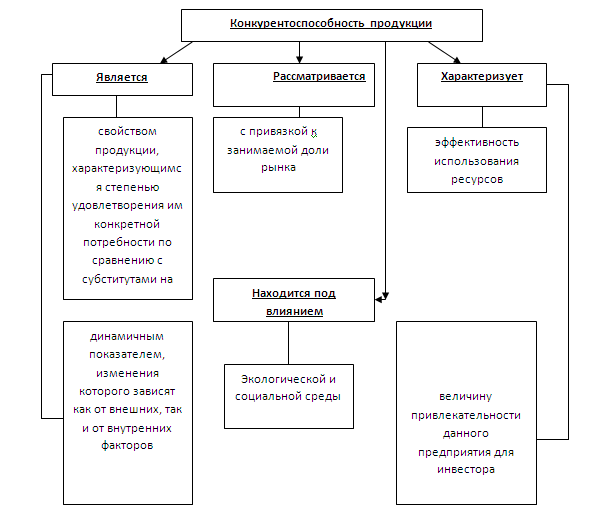 Конкурентоспособность продукции
Является
Рассматривается
Характеризует
свойством
продукции,
характеризующимс
я степенью
удовлетворения им
конкретной
потребности по
сравнению с
субститутами на
с привязкой к
занимаемой доли
рынка
эффективность
использования
ресурсов
Находится под
влиянием
динамичным
показателем,
изменения
которого зависят
как от внешних, так
и от внутренних
факторов
Экологической и
социальной среды
величину
привлекательности
данного
предприятия для
инвестора